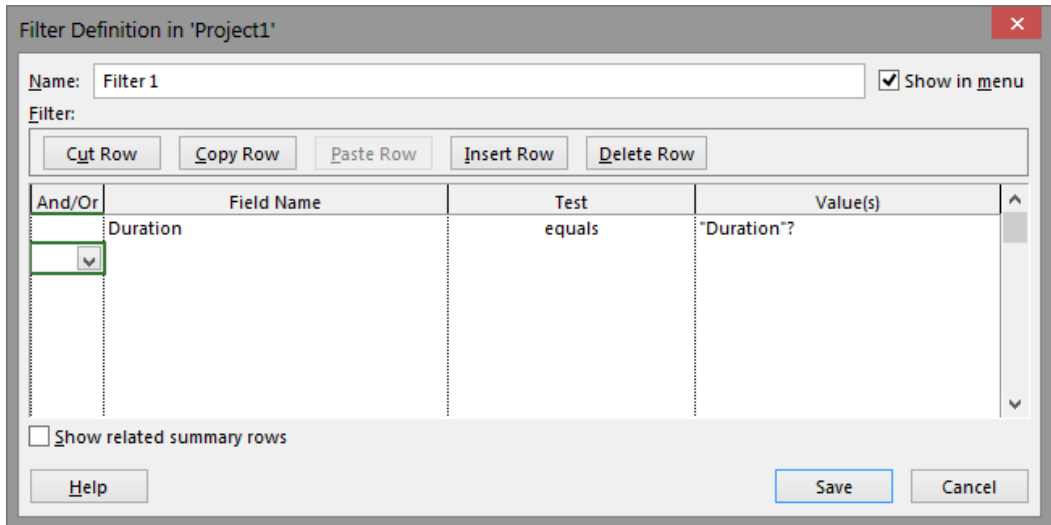 Filter Definition in 'Project1'
Name: Filter 1 Show in menu
Filter:
Cut Row Copy Row Paste Row Insert Row Delete Row
And/Or Field Name Test Value(s)
Duration equals "Duration"?
Show related summary rows
Help Save Cancel